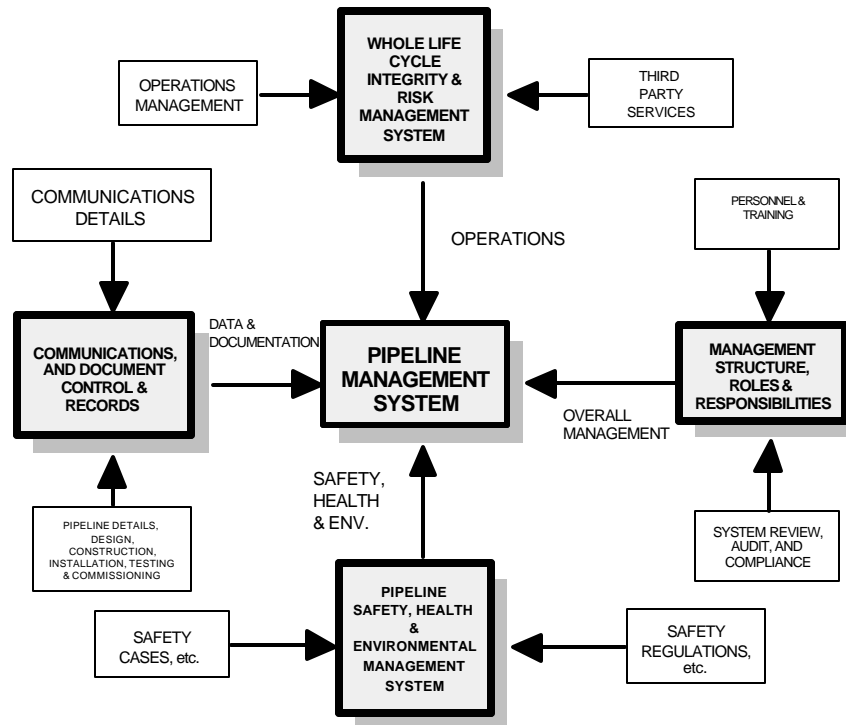 WHOLE LIFE
CYCLE
INTEGRITY &
RISK
MANAGEMENT
SYSTEM
OPERATIONS
MANAGEMENT
THIRD
PARTY
SERVICES
COMMUNICATIONS
DETAILS
PERSONNEL &
TRAINING
OPERATIONS
DATA &
DOCUMENTATION
COMMUNICATIONS,
AND DOCUMENT
CONTROL &
RECORDS
PIPELINE
MANAGEMENT
SYSTEM
MANAGEMENT
STRUCTURE,
ROLES &
RESPONSIBILITIES
OVERALL
MANAGEMENT
SAFETY,
HEALTH
& ENV.
PIPELINE DETAILS,
DESIGN,
CONSTRUCTION,
INSTALLATION, TESTING
& COMMISSIONING
SYSTEM REVIEW,
AUDIT, AND
COMPLIANCE
PIPELINE
SAFETY, HEALTH
&
ENVIRONMENTAL
MANAGEMENT
SYSTEM
SAFETY
CASES, etc.
SAFETY
REGULATIONS,
etc.